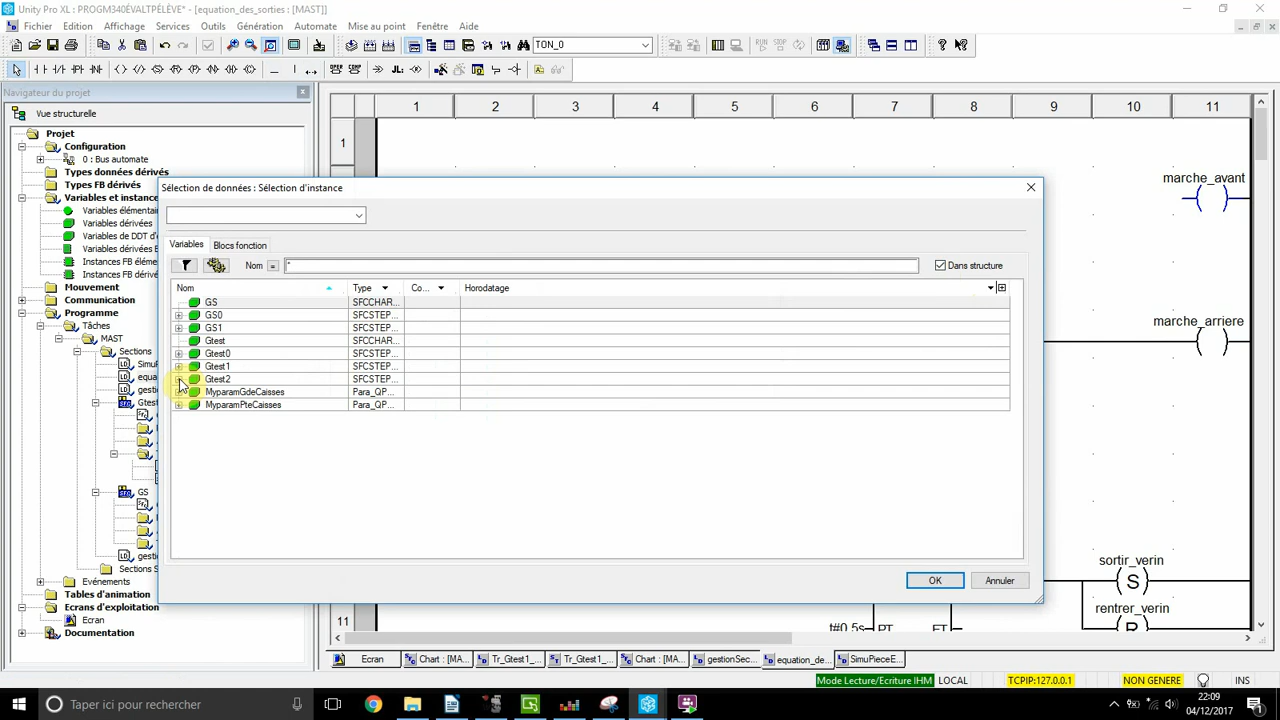 Unity Pro XL : PROGM340ÉVALTPÉLÈVE* - [equation_des_sorties : [MAST]]
Fichier Edition Affichage Services Outils Génération Automate Mise au point Fenêtre Aide
TON_0
Navigateur du projet
Vue structurelle
Projet
Configuration
0 : Bus automate
Types données dérivés
Types FB dérivés
Variables et instance
Variables élémentai
Variables dérivées
Variables de DDT d'
Variables dérivées E
Instances FB élème
Instances FB dérivé
Mouvement
Communication
Programme
Tâches
MAST
Sections
SimuP
equa
gesti
Gtest
GS
gesti
Sections S
Evénements
Tables d'animation
Ecrans d'exploitation
Ecran
Documentation
1 2 3 4 5 6 7 8 9 10 11
1
marche_avant
marche_arriere
sortir_verin
S
rentrer_verin
R
11
t#0.5s
PT ET
Sélection de données : Sélection d'instance
Variables Blocs fonction
Nom = * Dans structure
Nom Type Co... Horodatage
GS SFCCHAR...
GS0 SFCSTEP...
GS1 SFCSTEP...
Gtest SFCCHAR...
Gtest0 SFCSTEP...
Gtest1 SFCSTEP...
Gtest2 SFCSTEP...
MyparamGdeCaisses Para_QP...
MyparamPteCaisses Para_QP...
OK Annuler
Ecran Chart : [MA... Tr_Gtest1_... Tr_Gtest1_... Chart : [MA... gestionSec... equation_de... SimuPieceE...
Mode Lecture/Ecriture IHM LOCAL TCPIP:127.0.0.1 NON GENERE INS
Taper ici pour rechercher
22:09
04/12/2017